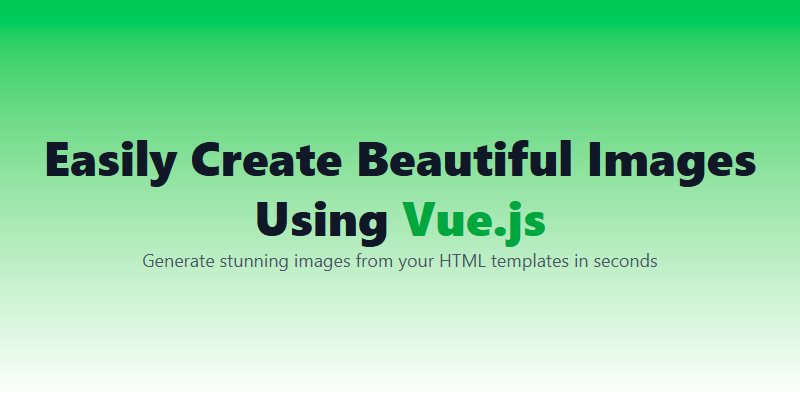 Easily Create Beautiful Images
Using Vue.js
Generate stunning images from your HTML templates in seconds